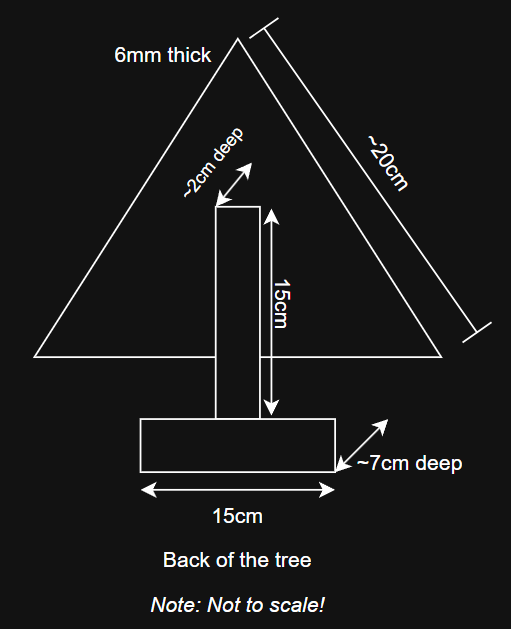 6mm thick
~20cm
~2cm deep
15cm
~7cm deep
15cm
Back of the tree
Note: Not to scale!